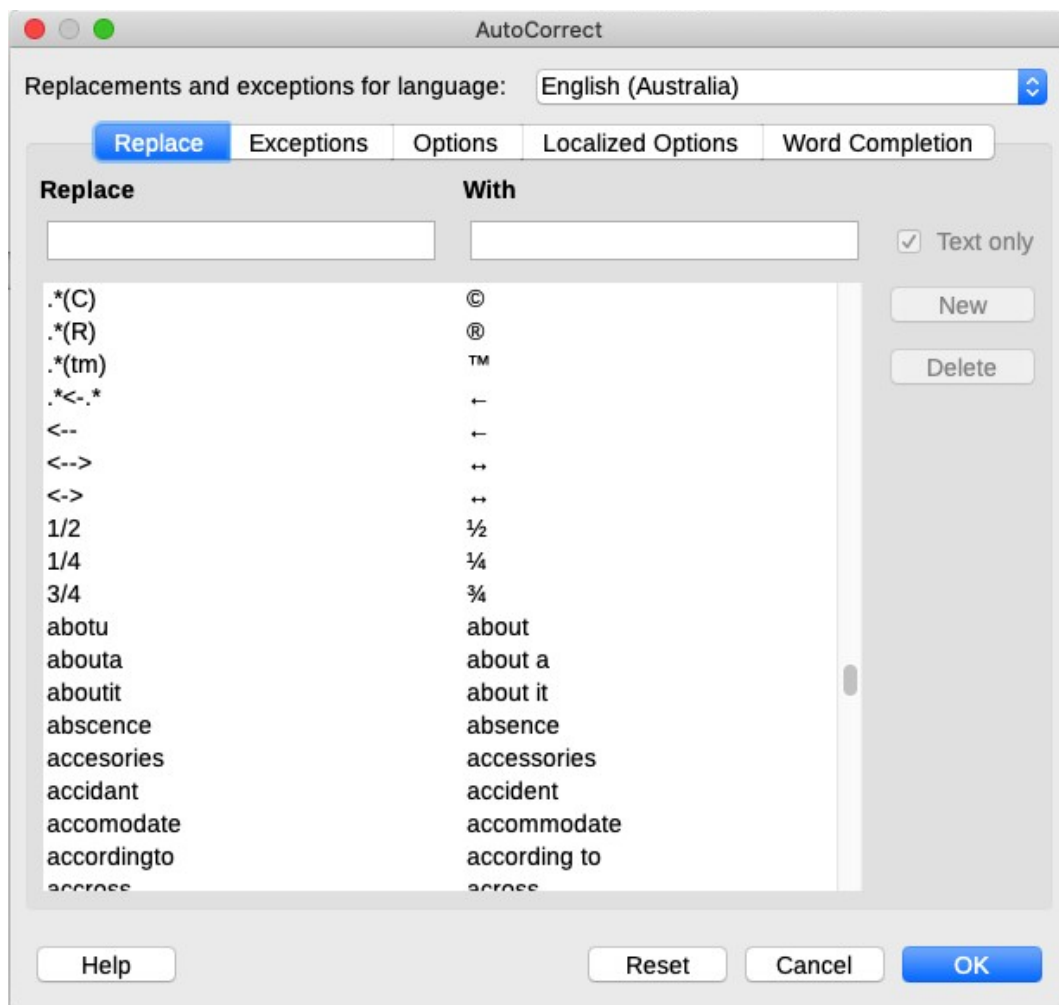 AutoCorrect
Replacements and exceptions for language: English (Australia)
Replace Exceptions Options Localized Options Word Completion
Replace With
Text only
.*(C) ©
.*(R) ®
.*(tm) ™
.*<-.* ←
<-- ←
<--> ↔
<-> ↔
1/2 ½
1/4 ¼
3/4 ¾
abotu about
abouta about a
aboutit about it
abscence absence
accesories accessories
accidant accident
accomodate accommodate
accordingto according to
accross across
New
Delete
Help Reset Cancel OK